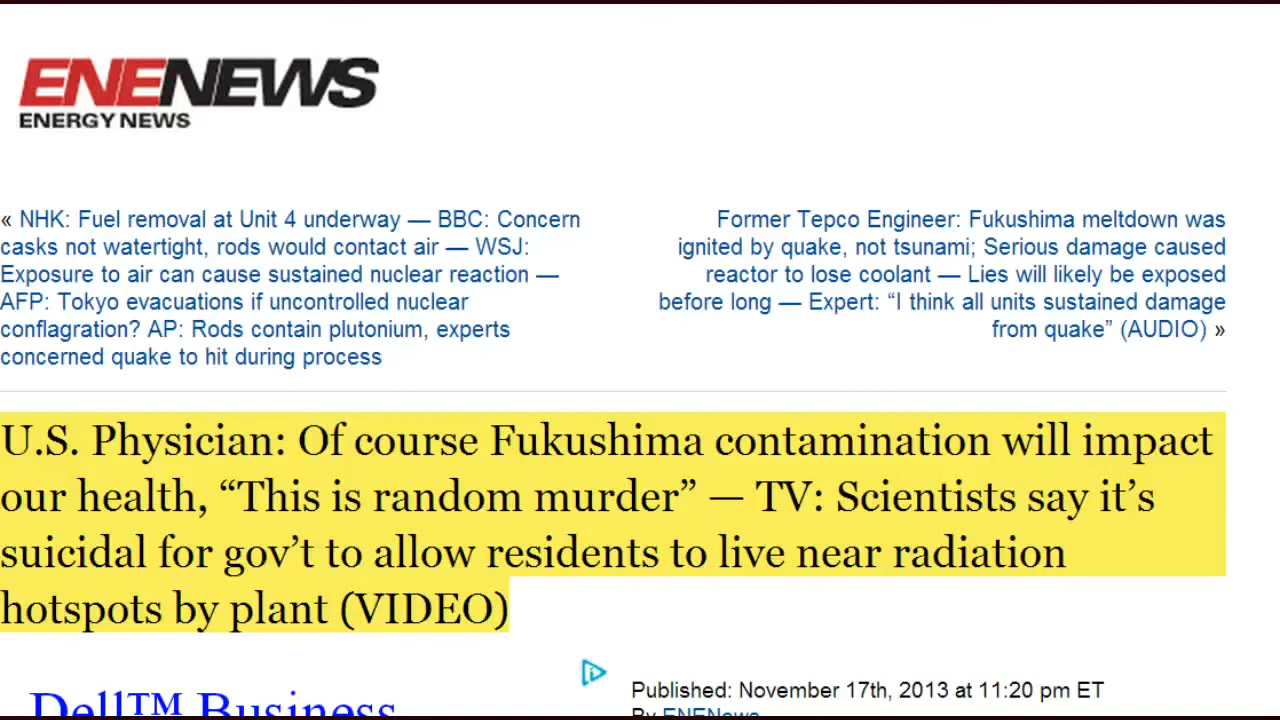 ENENEWS
ENERGY NEWS
« NHK: Fuel removal at Unit 4 underway — BBC: Concern
casks not watertight, rods would contact air — WSJ:
Exposure to air can cause sustained nuclear reaction —
AFP: Tokyo evacuations if uncontrolled nuclear
conflagration? AP: Rods contain plutonium, experts
concerned quake to hit during process
Former Tepco Engineer: Fukushima meltdown was
ignited by quake, not tsunami; Serious damage caused
reactor to lose coolant — Lies will likely be exposed
before long — Expert: “I think all units sustained damage
from quake” (AUDIO) »
U.S. Physician: Of course Fukushima contamination will impact
our health, “This is random murder” — TV: Scientists say it’s
suicidal for gov’t to allow residents to live near radiation
hotspots by plant (VIDEO)
Dell™ Business
Published: November 17th, 2013 at 11:20 pm ET
By ENENews